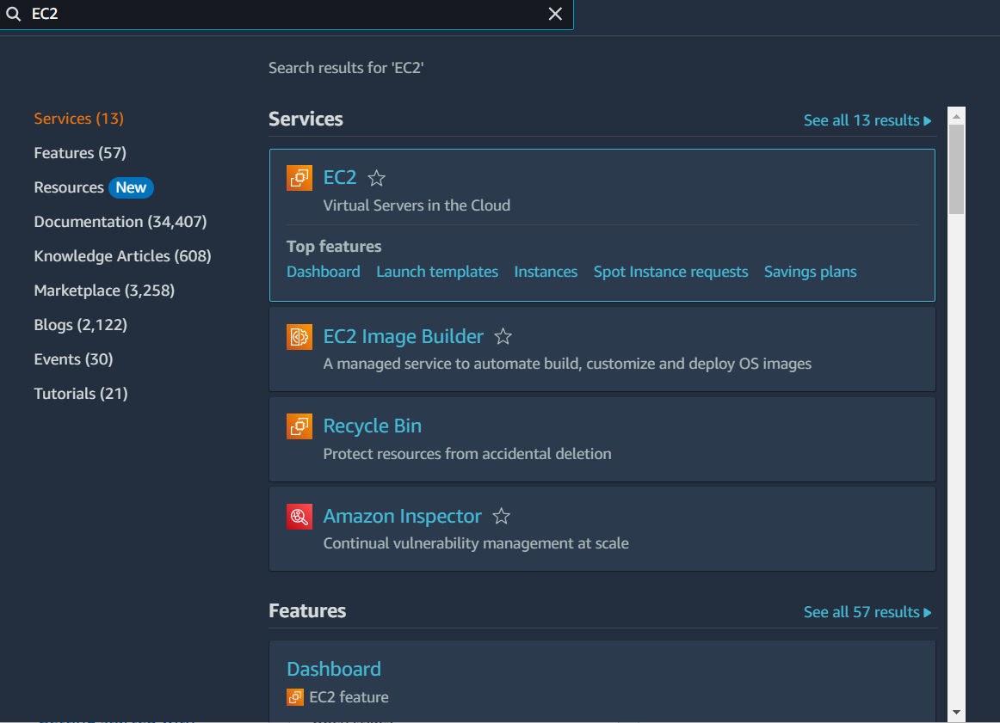 EC2
Search results for 'EC2'
Services (13)
Features (57)
Resources New
Documentation (34,407)
Knowledge Articles (608)
Marketplace (3,258)
Blogs (2,122)
Events (30)
Tutorials (21)
Services
See all 13 results
EC2
Virtual Servers in the Cloud
Top features
Dashboard Launch templates Instances Spot Instance requests Savings plans
EC2 Image Builder
A managed service to automate build, customize and deploy OS images
Recycle Bin
Protect resources from accidental deletion
Amazon Inspector
Continual vulnerability management at scale
Features
See all 57 results
Dashboard
EC2 feature